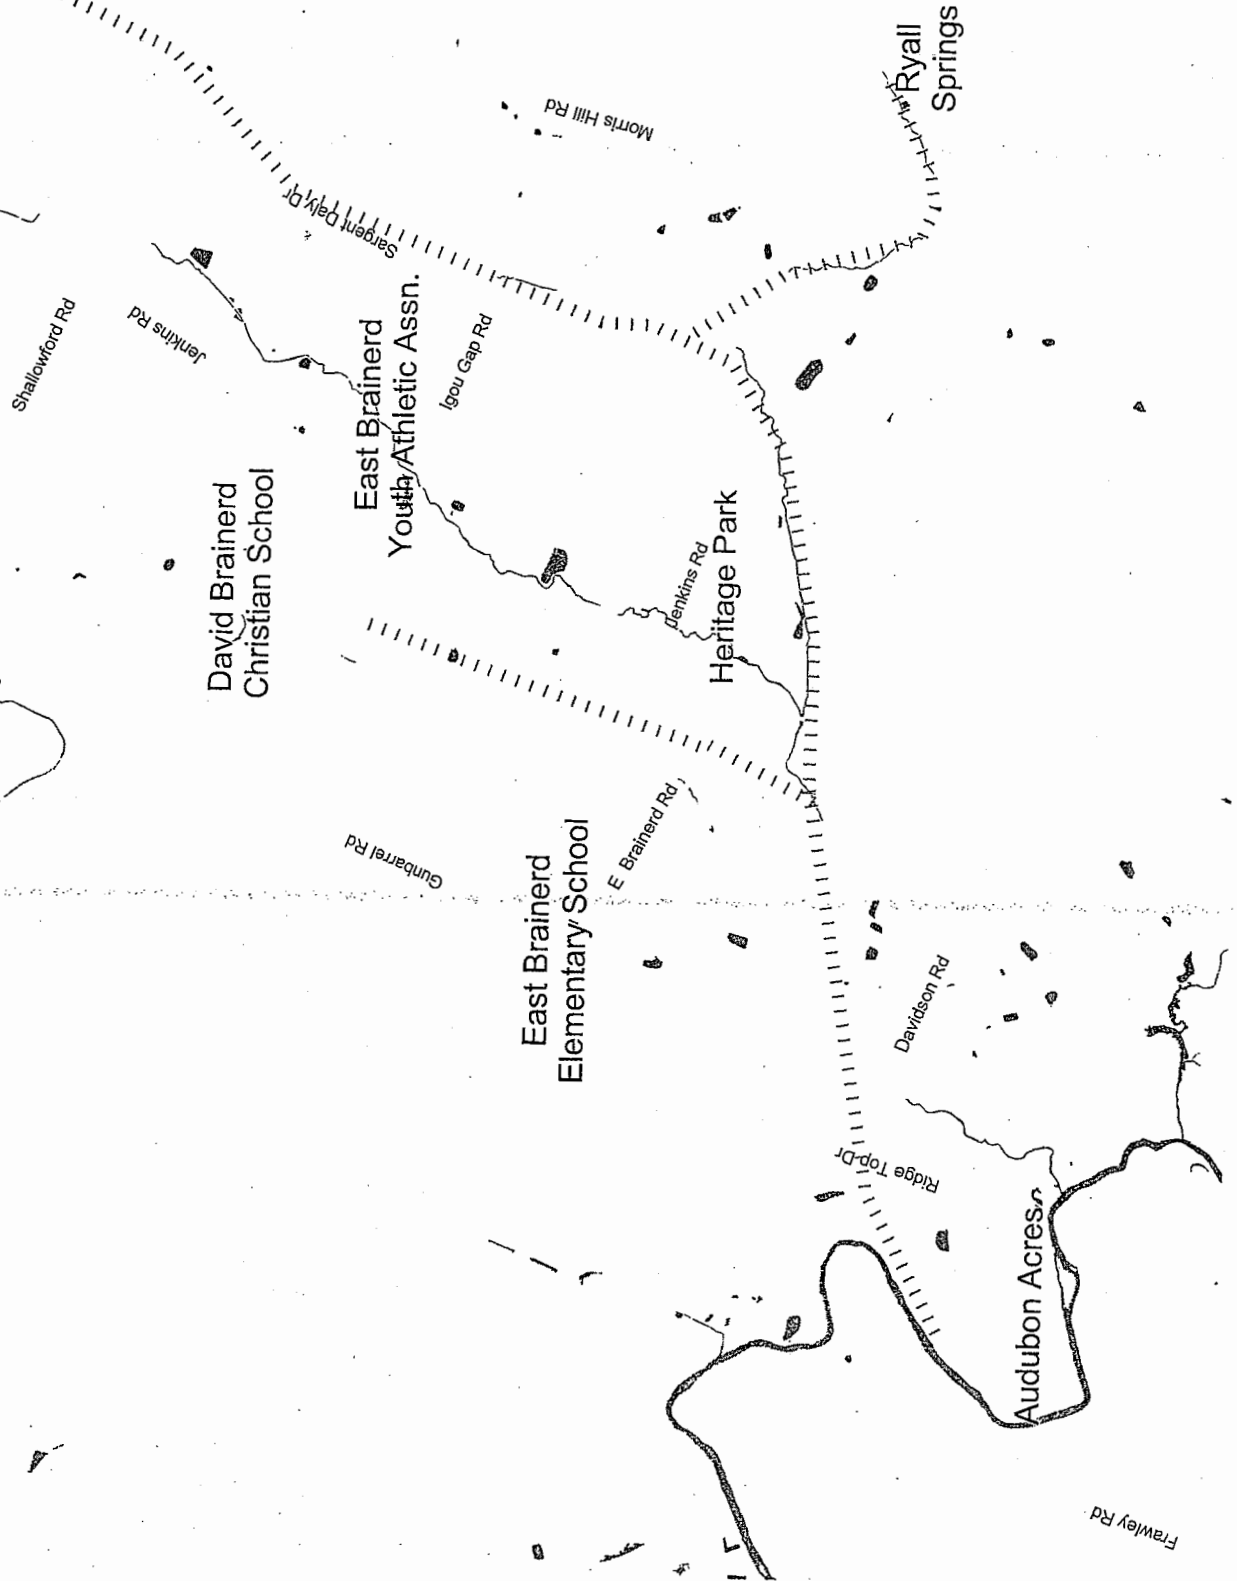 Ryall
Springs
Morris Hill Rd
Sargent Daly Dr
Shallowford Rd
Jenkins Rd
East Brainerd
Youth Athletic Assn.
Igou Gap Rd
David Brainerd
Christian School
Jenkins Rd
Heritage Park
Gunbarrel Rd
E Brainerd Rd
East Brainerd
Elementary School
Davidson Rd
Ridge Top Dr
Audubon Acres
Frawley Rd